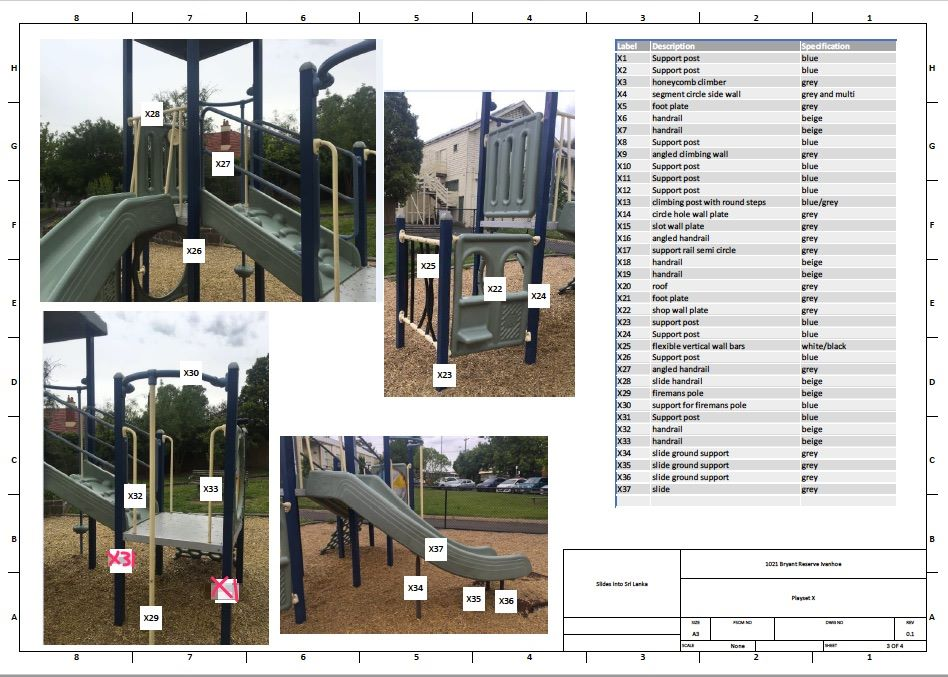 8 7 6 5 4 3 2 1
H
G
F
E
D
C
B
A
X28
X27
X26
X25
X22
X24
X23
X30
X32
X33
X3
X
X29
X37
X34
X35
X36
Label Description Specification
X1 Support post blue
X2 Support post blue
X3 honeycomb climber grey
X4 segment circle side wall grey and multi
X5 foot plate grey
X6 handrail beige
X7 handrail beige
X8 Support post blue
X9 angled climbing wall grey
X10 Support post blue
X11 Support post blue
X12 Support post blue
X13 climbing post with round steps blue/grey
X14 circle hole wall plate grey
X15 slot wall plate grey
X16 angled handrail grey
X17 support rail semi circle grey
X18 handrail beige
X19 handrail beige
X20 roof grey
X21 foot plate grey
X22 shop wall plate grey
X23 support post blue
X24 Support post blue
X25 flexible vertical wall bars white/black
X26 Support post blue
X27 angled handrail grey
X28 slide handrail beige
X29 firemans pole beige
X30 support for firemans pole blue
X31 Support post blue
X32 handrail beige
X33 handrail beige
X34 slide ground support grey
X35 slide ground support grey
X36 slide ground support grey
X37 slide grey
H
G
F
E
D
C
B
A
Slides Into Sri Lanka
1021 Bryant Reserve Ivanhoe
Playset X
SIZE FSCM NO DWG NO REV
A3 0.1
SCALE None SHEET 3 OF 4
8 7 6 5 4 3 2 1